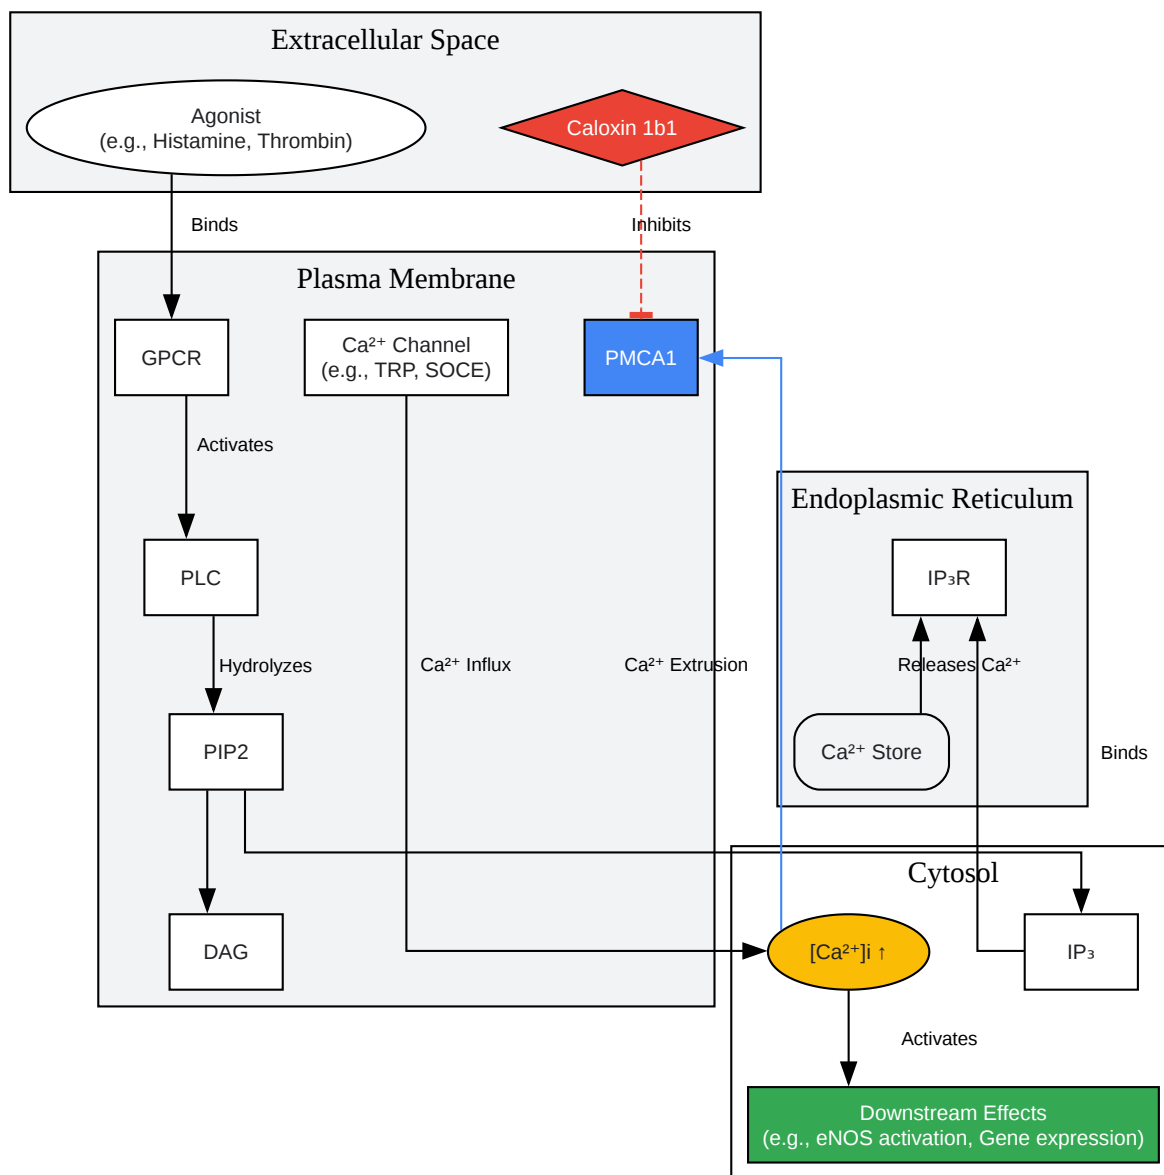 Extracellular Space
Agonist
(e.g., Histamine, Thrombin)
Caloxin 1b1
Binds
Inhibits
Plasma Membrane
GPCR
Ca²⁺ Channel
(e.g., TRP, SOCE)
PMCA1
Activates
Endoplasmic Reticulum
PLC
IP₃R
Hydrolyzes
Ca²⁺ Influx
Ca²⁺ Extrusion
Releases Ca²⁺
PIP2
Ca²⁺ Store
Binds
Cytosol
DAG
[Ca²⁺]i ↑
IP₃
Activates
Downstream Effects
(e.g., eNOS activation, Gene expression)